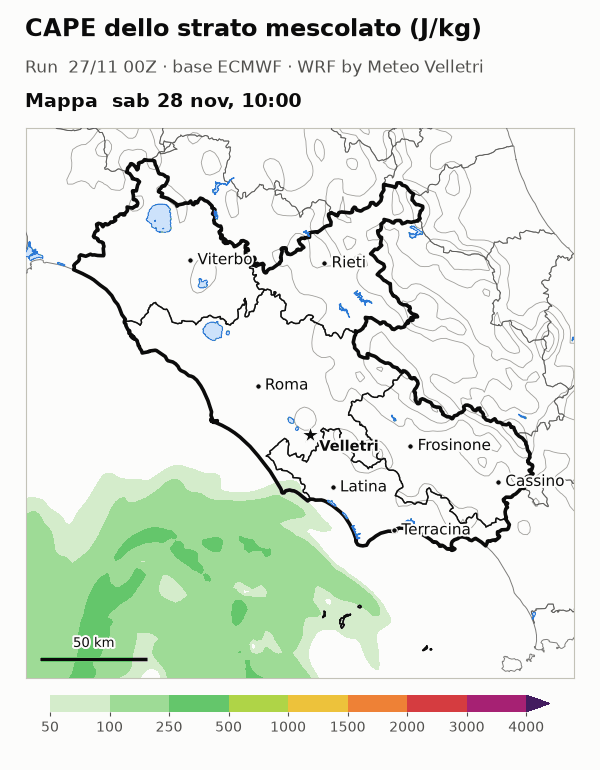 CAPE dello strato mescolato (J/kg)
Run  27/11 00Z · base ECMWF · WRF by Meteo Velletri
Mappa  sab 28 nov, 10:00
Viterbo
Rieti
Roma
Velletri
Frosinone
Latina
Cassino
Terracina
50 km
50 100 250 500 1000 1500 2000 3000 4000